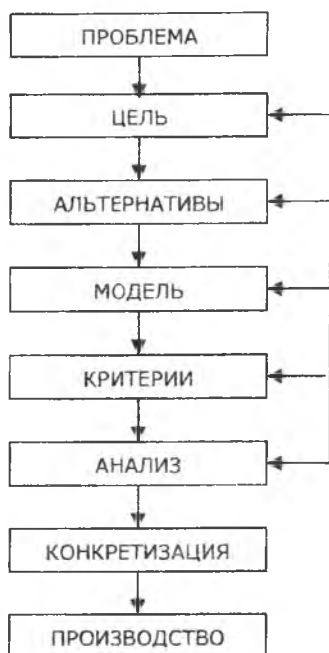 ПРОБЛЕМА
ЦЕЛЬ
АЛЬТЕРНАТИВЫ
МОДЕЛЬ
КРИТЕРИИ
АНАЛИЗ
КОНКРЕТИЗАЦИЯ
ПРОИЗВОДСТВО